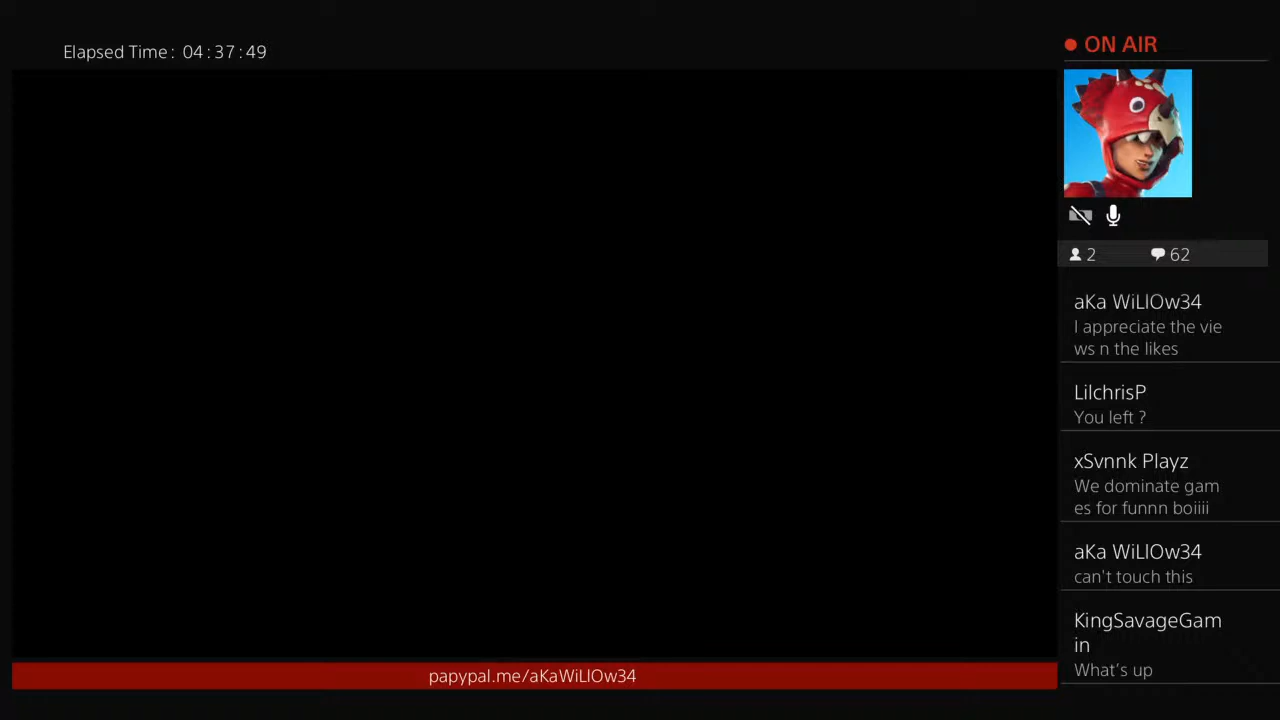 Elapsed Time: 04:37:49
ON AIR
2 62
aKa WiLlOw34
I appreciate the vie
ws n the likes
LilchrisP
You left ?
xSvnnk Playz
We dominate gam
es for funnn boiiii
aKa WiLlOw34
can't touch this
KingSavageGam
in
What's up
papypal.me/aKaWiLlOw34